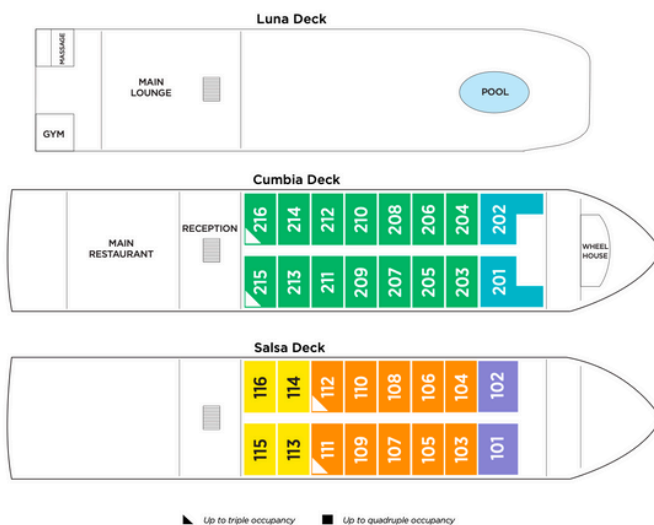 Luna Deck
MASSAGE
MAIN
LOUNGE
POOL
GYM
Cumbia Deck
216 214 212 210 208 206 204 202
RECEPTION
MAIN
RESTAURANT
WHEEL
HOUSE
215 213 211 209 207 205 203 201
Salsa Deck
116 114 112 110 108 106 104 102
115 113 111 109 107 105 103 101
Up to triple occupancy
Up to quadruple occupancy